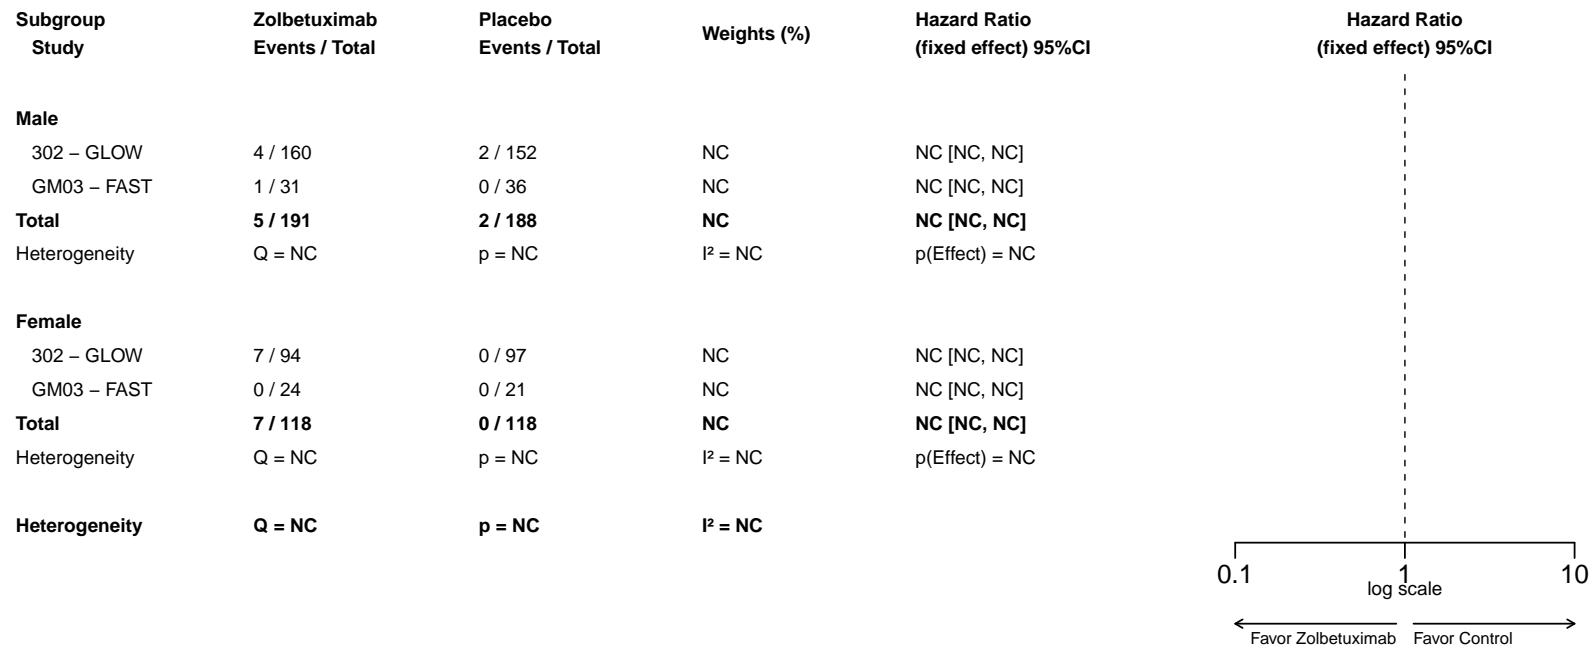 Subgroup Zolbetuximab Placebo Weights (%) Hazard Ratio Hazard Ratio
Study Events / Total Events / Total (fixed effect) 95%CI (fixed effect) 95%CI
Male
302 – GLOW 4 / 160 2 / 152 NC NC [NC, NC]
GM03 – FAST 1 / 31 0 / 36 NC NC [NC, NC]
Total 5 / 191 2 / 188 NC NC [NC, NC]
Heterogeneity Q = NC p = NC I² = NC p(Effect) = NC
Female
302 – GLOW 7 / 94 0 / 97 NC NC [NC, NC]
GM03 – FAST 0 / 24 0 / 21 NC NC [NC, NC]
Total 7 / 118 0 / 118 NC NC [NC, NC]
Heterogeneity Q = NC p = NC I² = NC p(Effect) = NC
Heterogeneity Q = NC p = NC I² = NC
0.1 1 10
log scale
Favor Zolbetuximab Favor Control